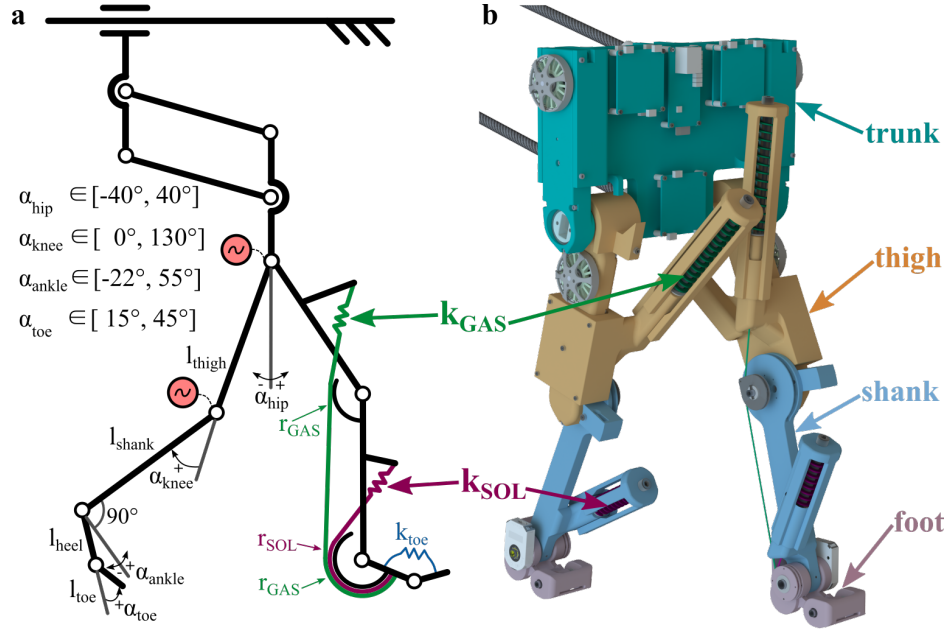 a
b
trunk
α_hip ∈ [-40°, 40°]
α_knee ∈ [ 0°, 130°]
α_ankle ∈ [-22°, 55°]
α_toe ∈ [ 15°, 45°]
thigh
k_GAS
l_thigh
- +
α_hip
shank
r_GAS
l_shank
+
α_knee
k_SOL
90°
foot
l_heel
r_SOL
k_toe
+
-
α_ankle
r_GAS
l_toe
+
α_toe